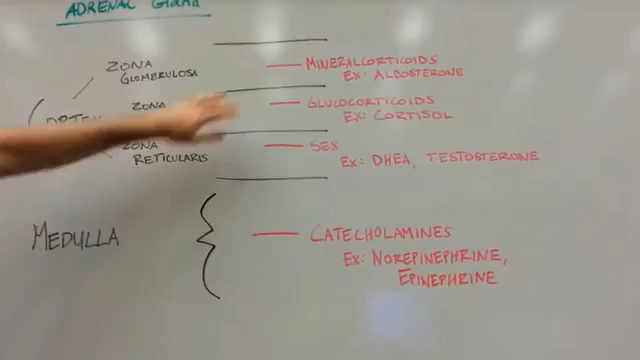 ADRENAL Gland
ZONA
GLOMERULOSA
MINERALCORTICOIDS
EX: ALDOSTERONE
ZONA
GLUCOCORTICOIDS
EX: CORTISOL
ZONA
RETICULARIS
SEX
EX: DHEA, TESTOSTERONE
MEDULLA
CATECHOLAMINES
EX: NOREPINEPHRINE,
EPINEPHRINE